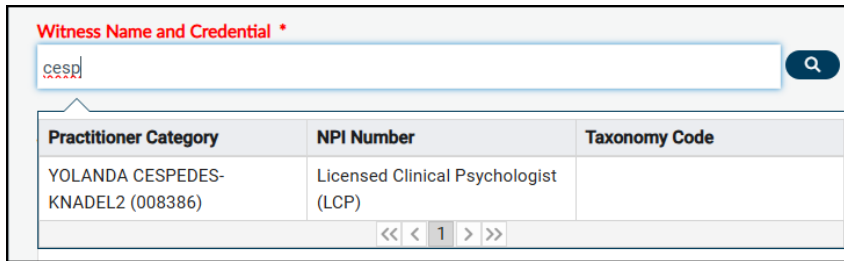 Witness Name and Credential *
cesp
Practitioner Category NPI Number Taxonomy Code
YOLANDA CESPEDES- Licensed Clinical Psychologist
KNADEL2 (008386) (LCP)
<< < 1 > >>